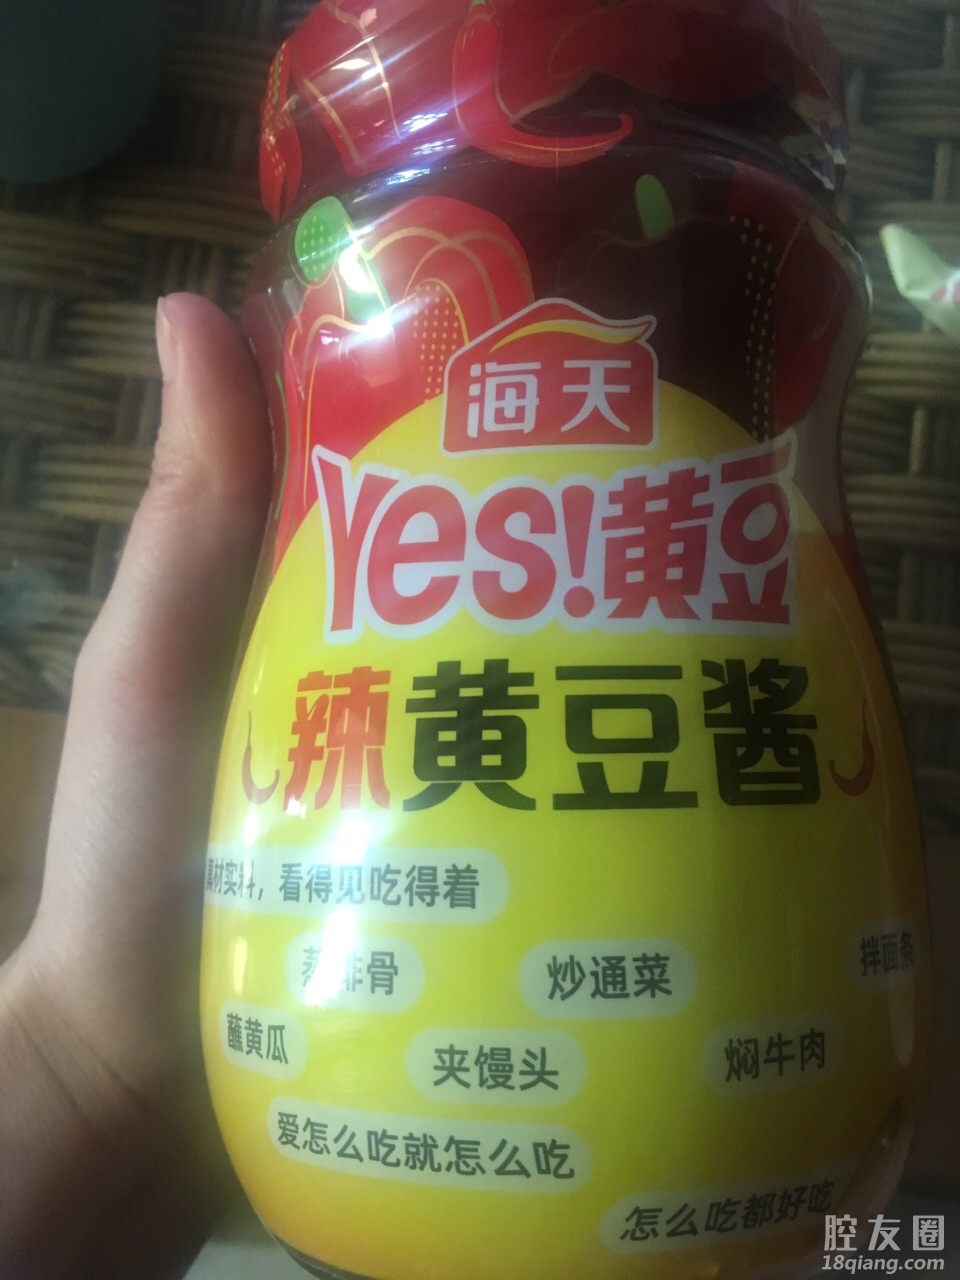 海天
Yes!黄豆
辣黄豆酱
真材实料，看得见吃得着
蒸排骨
炒通菜
拌面条
蘸黄瓜
夹馒头
焖牛肉
爱怎么吃就怎么吃
怎么吃都好吃
腔友圈
18qiang.com